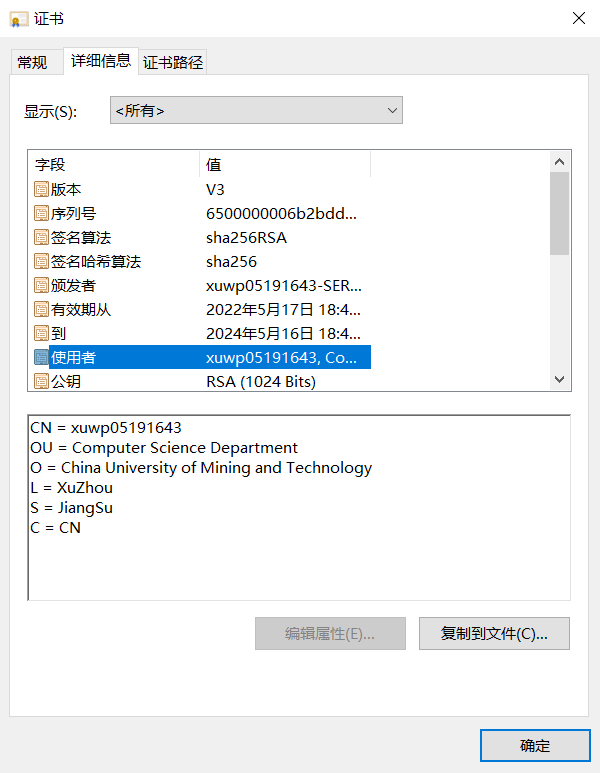 证书
常规 详细信息 证书路径
显示(S): <所有>
字段 值
版本 V3
序列号 6500000006b2bdd...
签名算法 sha256RSA
签名哈希算法 sha256
颁发者 xuwp05191643-SER...
有效期从 2022年5月17日 18:4...
到 2024年5月16日 18:4...
使用者 xuwp05191643, Co...
公钥 RSA (1024 Bits)
CN = xuwp05191643
OU = Computer Science Department
O = China University of Mining and Technology
L = XuZhou
S = JiangSu
C = CN
编辑属性(E)... 复制到文件(C)...
确定